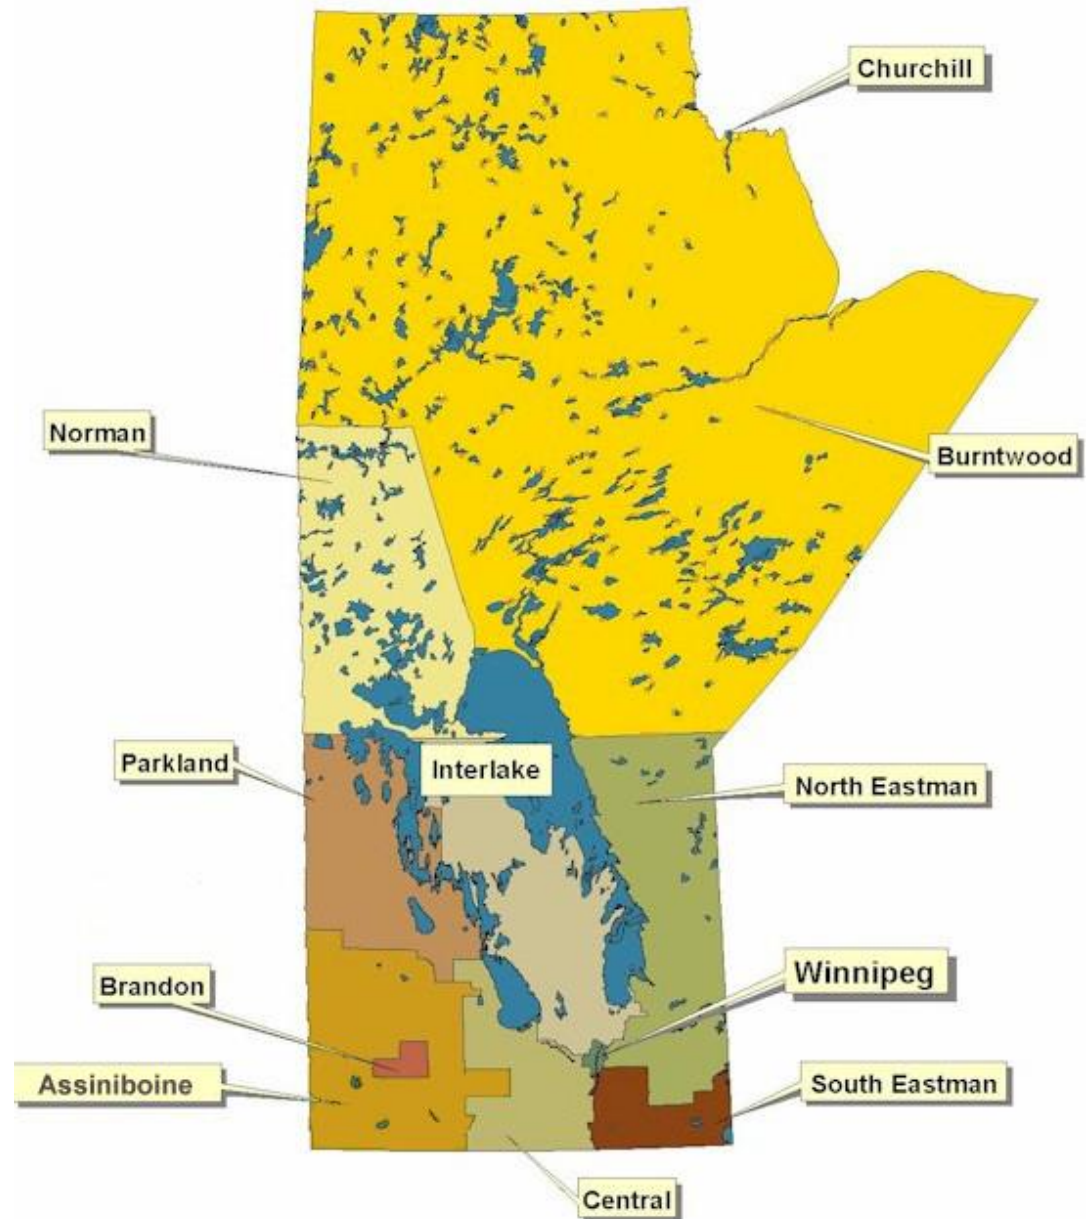 Churchill
Norman
Burntwood
Parkland
Interlake
North Eastman
Brandon
Winnipeg
Assiniboine
South Eastman
Central